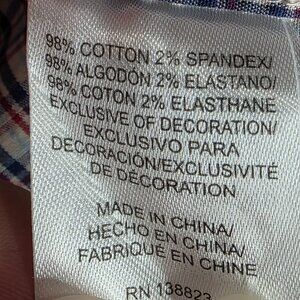 98% COTTON 2% SPANDEX/
98% ALGODÓN 2% ELASTANO/
98% COTON 2% ELASTHANE
EXCLUSIVE OF DECORATION/
EXCLUSIVO PARA
DECORACIÓN/EXCLUSIVITÉ
DE DÉCORATION
MADE IN CHINA/
HECHO EN CHINA/
FABRIQUÉ EN CHINE
RN 138823